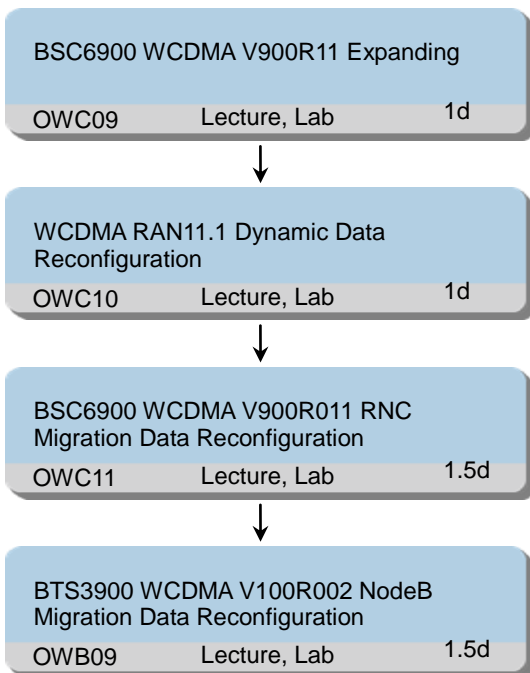 BSC6900 WCDMA V900R11 Expanding
OWC09 Lecture, Lab 1d
WCDMA RAN11.1 Dynamic Data
Reconfiguration
OWC10 Lecture, Lab 1d
BSC6900 WCDMA V900R011 RNC
Migration Data Reconfiguration
OWC11 Lecture, Lab 1.5d
BTS3900 WCDMA V100R002 NodeB
Migration Data Reconfiguration
OWB09 Lecture, Lab 1.5d